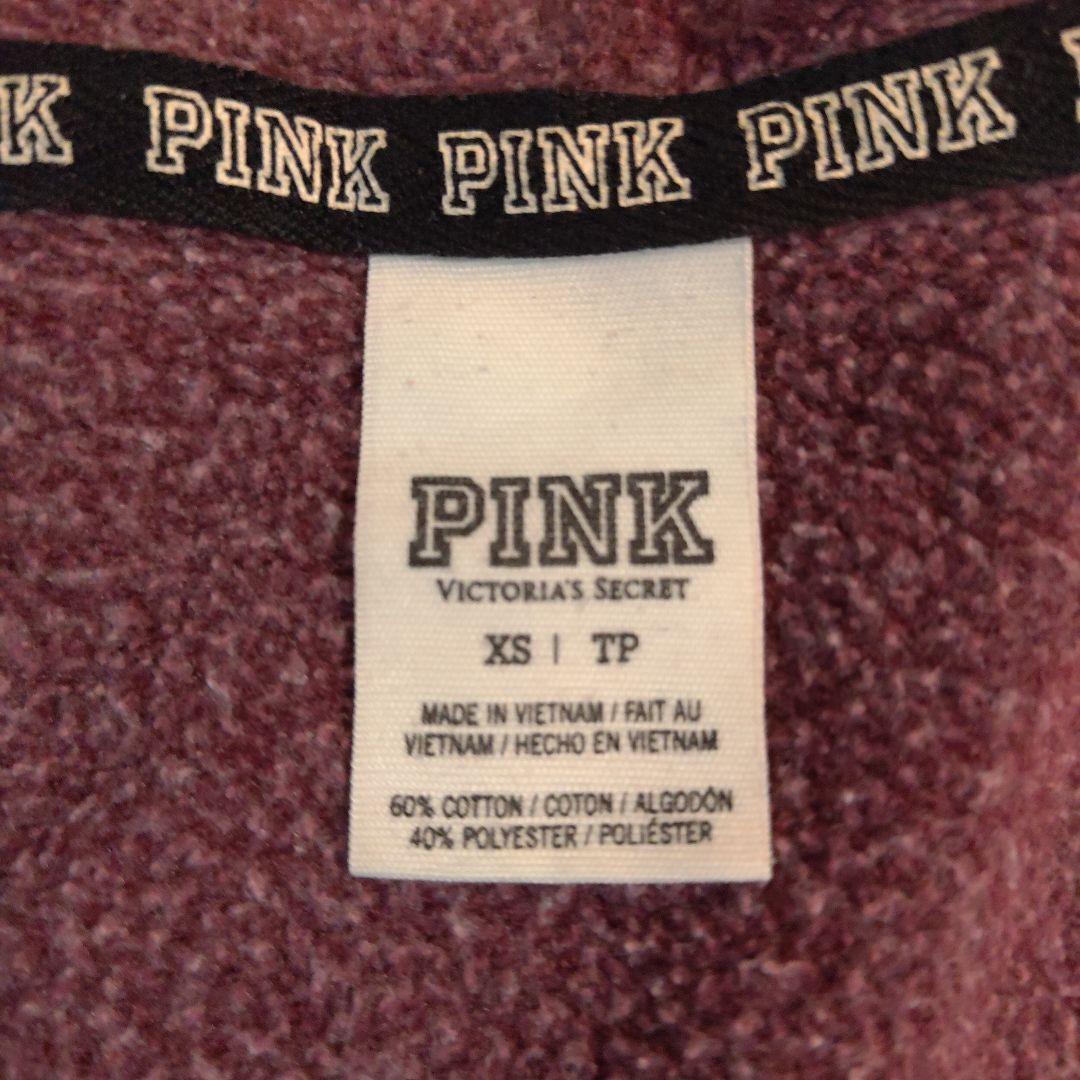 K PINK PINK PINK
PINK
VICTORIA'S SECRET
XS | TP
MADE IN VIETNAM / FAIT AU
VIETNAM / HECHO EN VIETNAM
60% COTTON / COTON / ALGODÓN
40% POLYESTER / POLIÉSTER